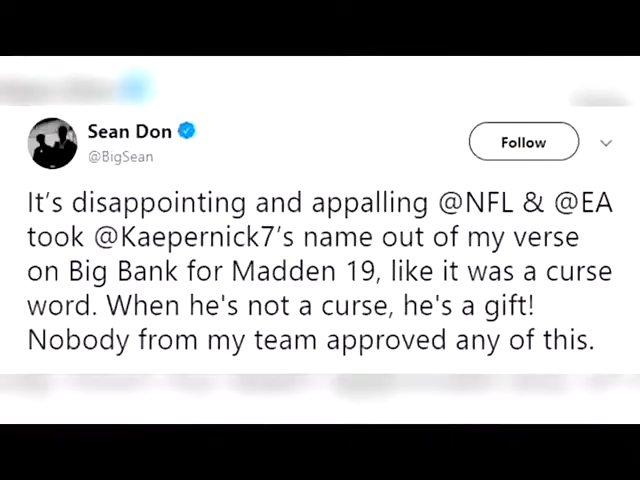 Sean Don
@BigSean
Follow
It's disappointing and appalling @NFL & @EA
took @Kaepernick7's name out of my verse
on Big Bank for Madden 19, like it was a curse
word. When he's not a curse, he's a gift!
Nobody from my team approved any of this.